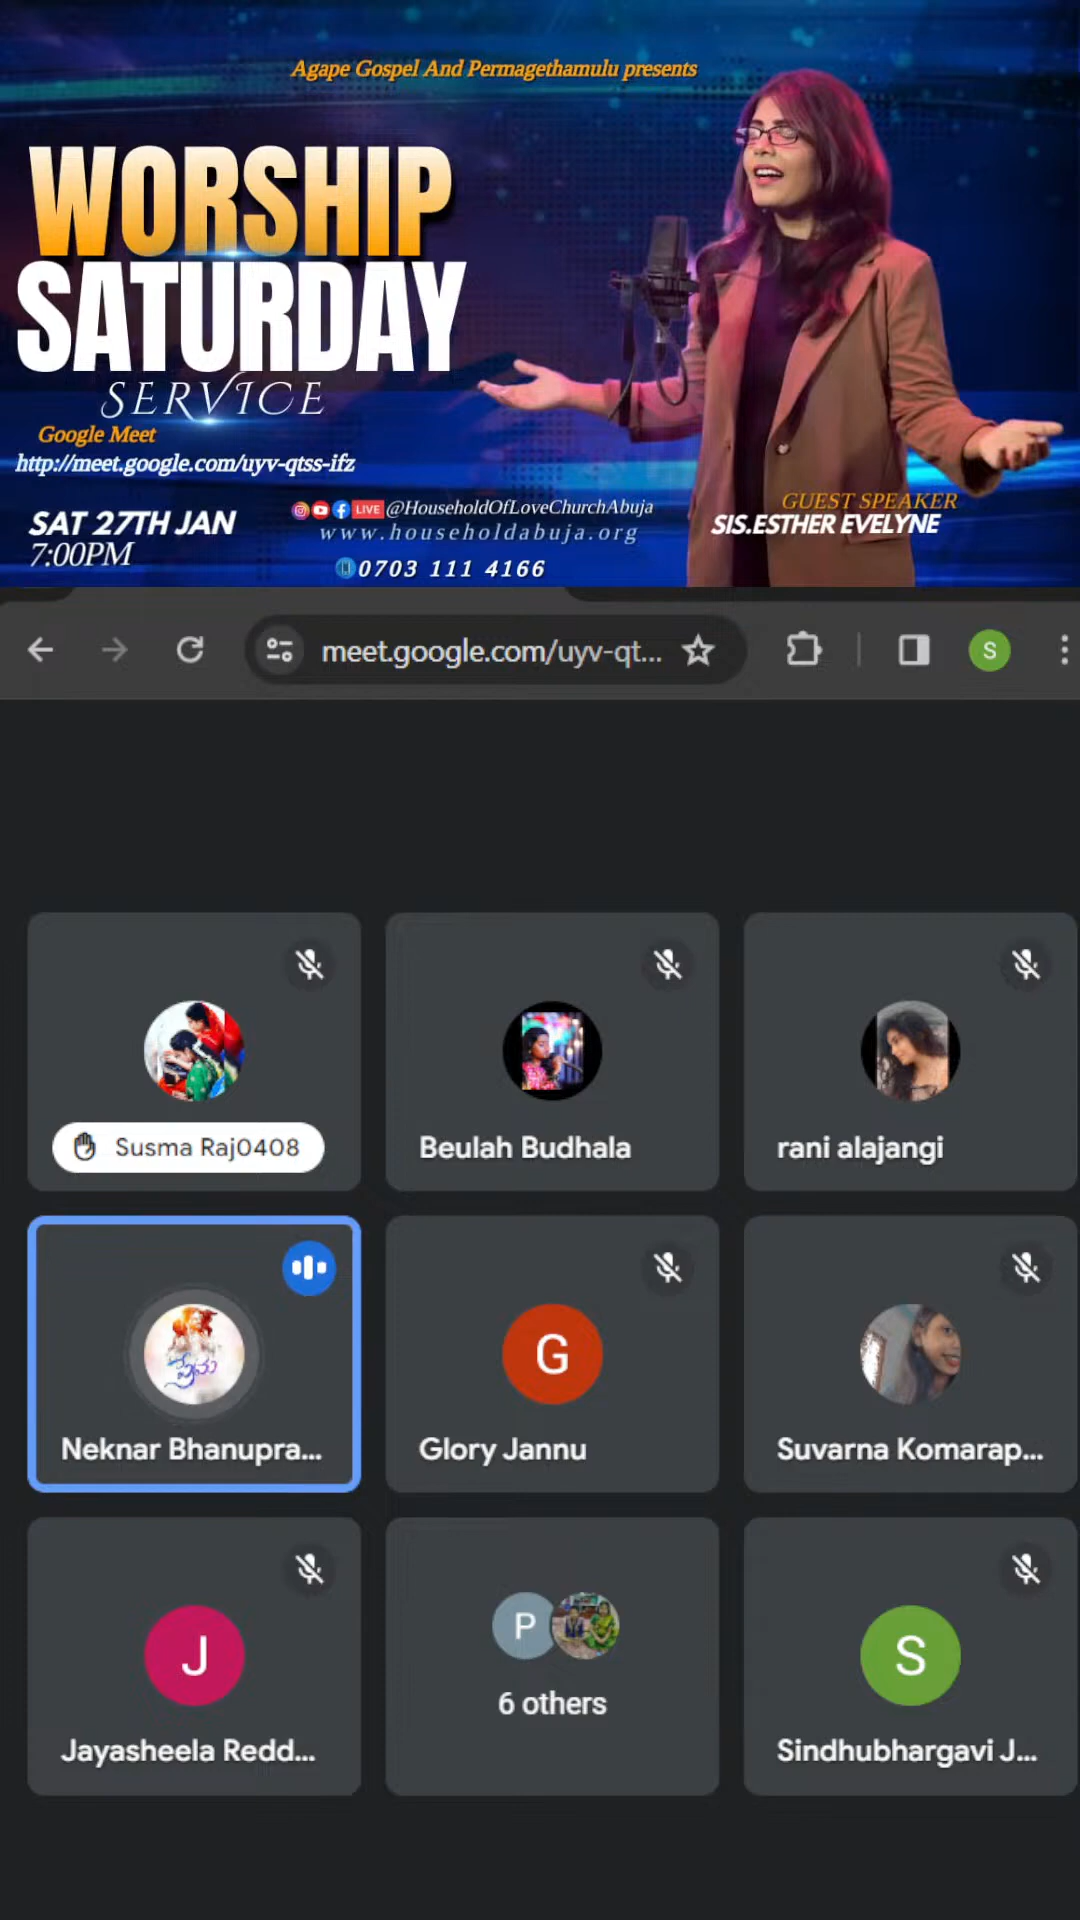 Agape Gospel And Permagethamulu presents
WORSHIP
SATURDAY
SERVICE
Google Meet
http://meet.google.com/uyv-qtss-ifz
SAT 27TH JAN
7:00PM
LIVE @HouseholdOfLoveChurchAbuja
www.householdabuja.org
0703 111 4166
GUEST SPEAKER
SIS.ESTHER EVELYNE
meet.google.com/uyv-qt...
S
Susma Raj0408
Beulah Budhala
rani alajangi
ప్రేమ
Neknar Bhanupra...
G
Glory Jannu
Suvarna Komarap...
J
Jayasheela Redd...
P
6 others
S
Sindhubhargavi J...